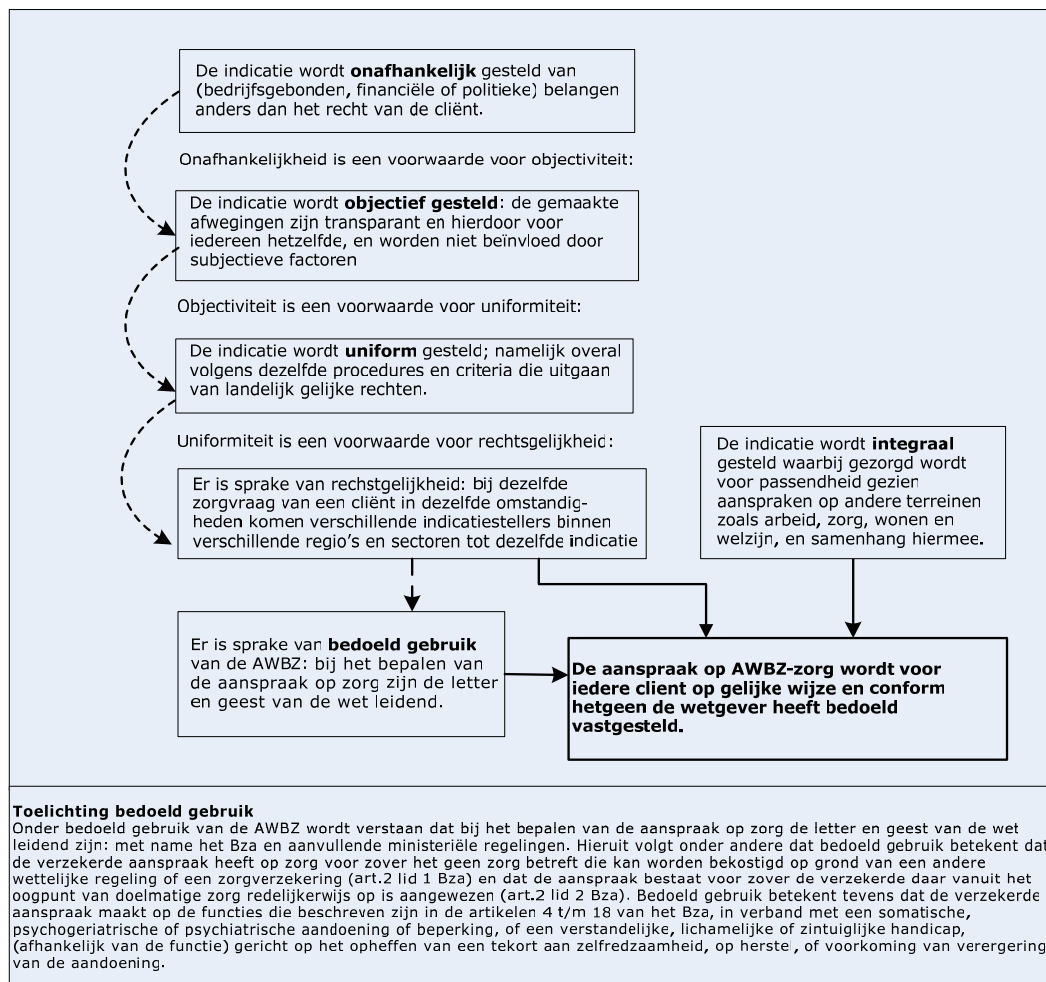 De indicatie wordt onafhankelijk gesteld van
(bedrijfsgebonden, financiële of politieke) belangen
anders dan het recht van de cliënt.
Onafhankelijkheid is een voorwaarde voor objectiviteit:
De indicatie wordt objectief gesteld: de gemaakte
afwegingen zijn transparant en hierdoor voor
iedereen hetzelfde, en worden niet beïnvloed door
subjectieve factoren
Objectiviteit is een voorwaarde voor uniformiteit:
De indicatie wordt uniform gesteld; namelijk overal
volgens dezelfde procedures en criteria die uitgaan
van landelijk gelijke rechten.
Uniformiteit is een voorwaarde voor rechtsgelijkheid:
Er is sprake van rechstgelijkheid: bij dezelfde
zorgvraag van een cliënt in dezelfde omstandig-
heden komen verschillende indicatiestellers binnen
verschillende regio's en sectoren tot dezelfde indicatie
De indicatie wordt integraal
gesteld waarbij gezorgd wordt
voor passendheid gezien
aanspraken op andere terreinen
zoals arbeid, zorg, wonen en
welzijn, en samenhang hiermee.
Er is sprake van bedoeld gebruik
van de AWBZ: bij het bepalen van
de aanspraak op zorg zijn de letter
en geest van de wet leidend.
De aanspraak op AWBZ-zorg wordt voor
iedere client op gelijke wijze en conform
hetgeen de wetgever heeft bedoeld
vastgesteld.
Toelichting bedoeld gebruik
Onder bedoeld gebruik van de AWBZ wordt verstaan dat bij het bepalen van de aanspraak op zorg de letter en geest van de wet
leidend zijn: met name het Bza en aanvullende ministeriële regelingen. Hieruit volgt onder andere dat bedoeld gebruik betekent dat
de verzekerde aanspraak heeft op zorg voor zover het geen zorg betreft die kan worden bekostigd op grond van een andere
wettelijke regeling of een zorgverzekering (art.2 lid 1 Bza) en dat de aanspraak bestaat voor zover de verzekerde daar vanuit het
oogpunt van doelmatige zorg redelijkerwijs op is aangewezen (art.2 lid 2 Bza). Bedoeld gebruik betekent tevens dat de verzekerde
aanspraak maakt op de functies die beschreven zijn in de artikelen 4 t/m 18 van het Bza, in verband met een somatische,
psychogeriatrische of psychiatrische aandoening of beperking, of een verstandelijke, lichamelijke of zintuiglijke handicap,
(afhankelijk van de functie) gericht op het opheffen van een tekort aan zelfredzaamheid, op herstel, of voorkoming van verergering
van de aandoening.